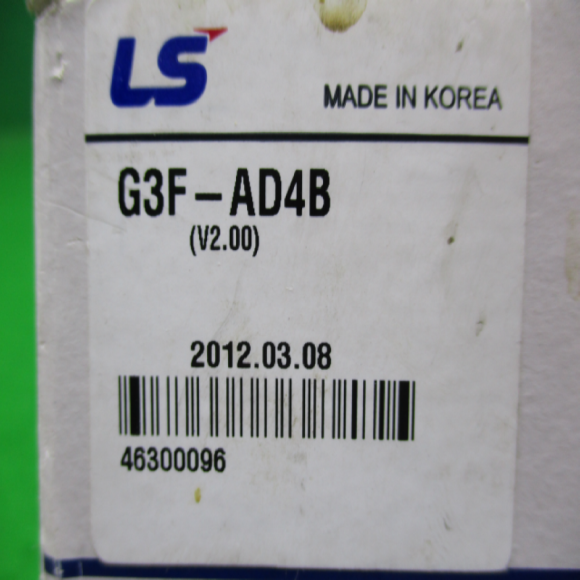 LS
MADE IN KOREA
G3F-AD4B
(V2.00)
2012.03.08
46300096